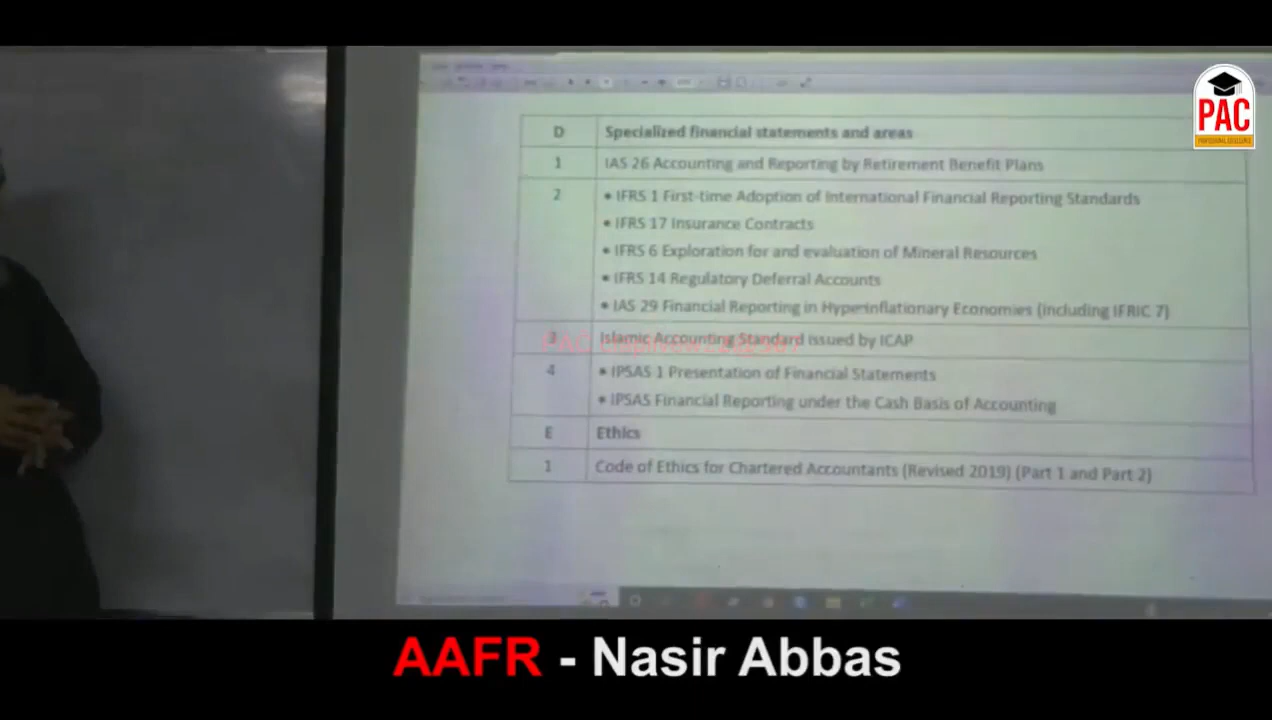 PAC
D Specialized financial statements and areas
1 IAS 26 Accounting and Reporting by Retirement Benefit Plans
2 • IFRS 1 First-time Adoption of International Financial Reporting Standards
• IFRS 17 Insurance Contracts
• IFRS 6 Exploration for and evaluation of Mineral Resources
• IFRS 14 Regulatory Deferral Accounts
• IAS 29 Financial Reporting in Hyperinflationary Economies (including IFRIC 7)
3 Islamic Accounting Standard issued by ICAP
4 • IPSAS 1 Presentation of Financial Statements
• IPSAS Financial Reporting under the Cash Basis of Accounting
E Ethics
1 Code of Ethics for Chartered Accountants (Revised 2019) (Part 1 and Part 2)
AAFR - Nasir Abbas